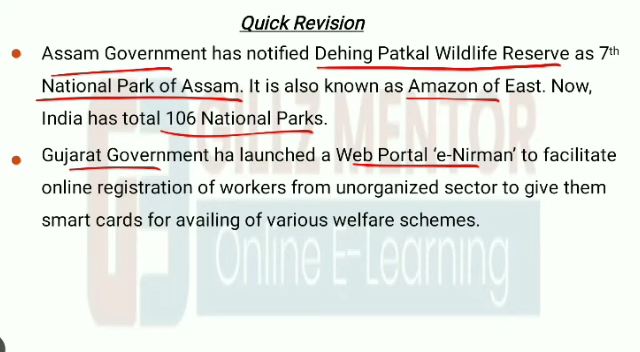 Quick Revision
• Assam Government has notified Dehing Patkal Wildlife Reserve as 7th
National Park of Assam. It is also known as Amazon of East. Now,
India has total 106 National Parks.
• Gujarat Government ha launched a Web Portal ‘e-Nirman’ to facilitate
online registration of workers from unorganized sector to give them
smart cards for availing of various welfare schemes.
GILLZ MENTOR
Online E-Learning